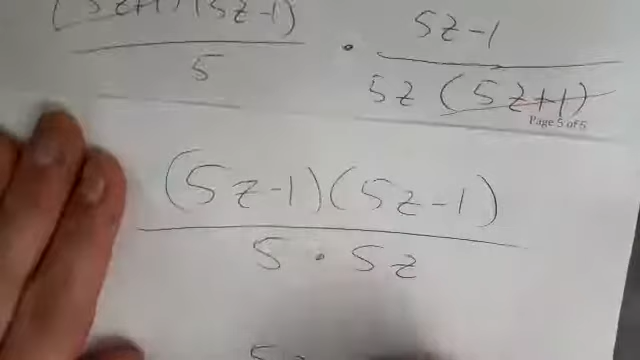 (5z+1)(5z-1) / 5 · 5z-1 / 5z(5z+1)
Page 5 of 5
(5z-1)(5z-1) / 5 · 5z